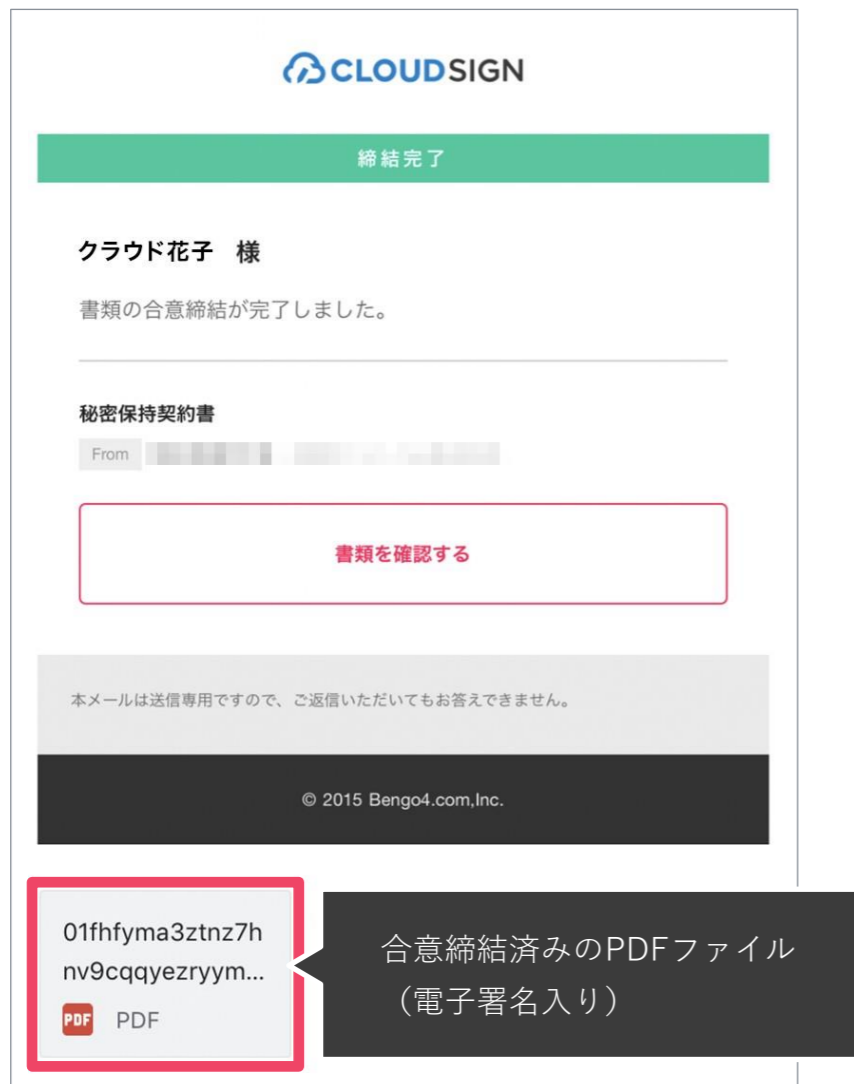 CLOUDSIGN
締結完了
クラウド花子 様
書類の合意締結が完了しました。
秘密保持契約書
From
書類を確認する
本メールは送信専用ですので、ご返信いただいてもお答えできません。
© 2015 Bengo4.com,Inc.
01fhfyma3ztnz7h
nv9cqqyezryym...
PDF PDF
合意締結済みのPDFファイル
（電子署名入り）